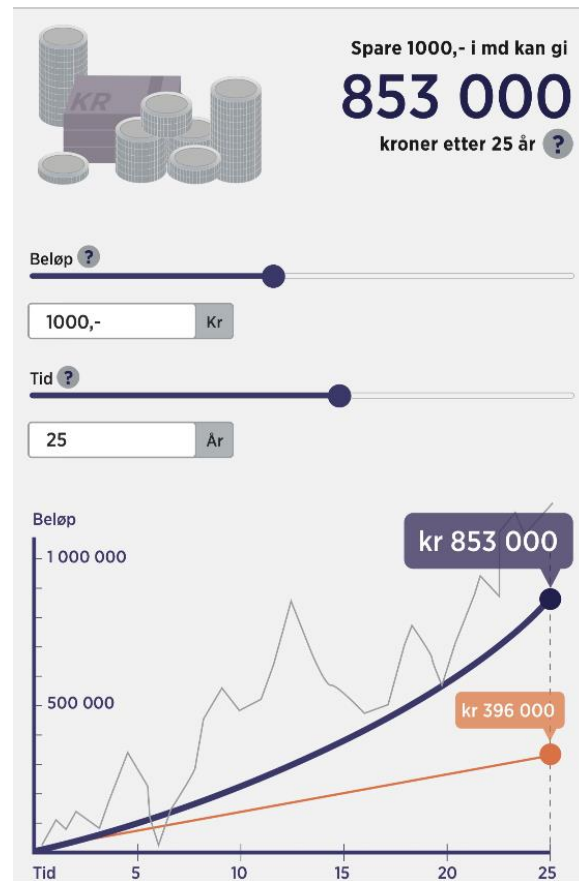 KR
Spare 1000,- i md kan gi
853 000
kroner etter 25 år ?
Beløp ?
1000,- Kr
Tid ?
25 År
Beløp
1 000 000
500 000
kr 853 000
kr 396 000
Tid 5 10 15 20 25